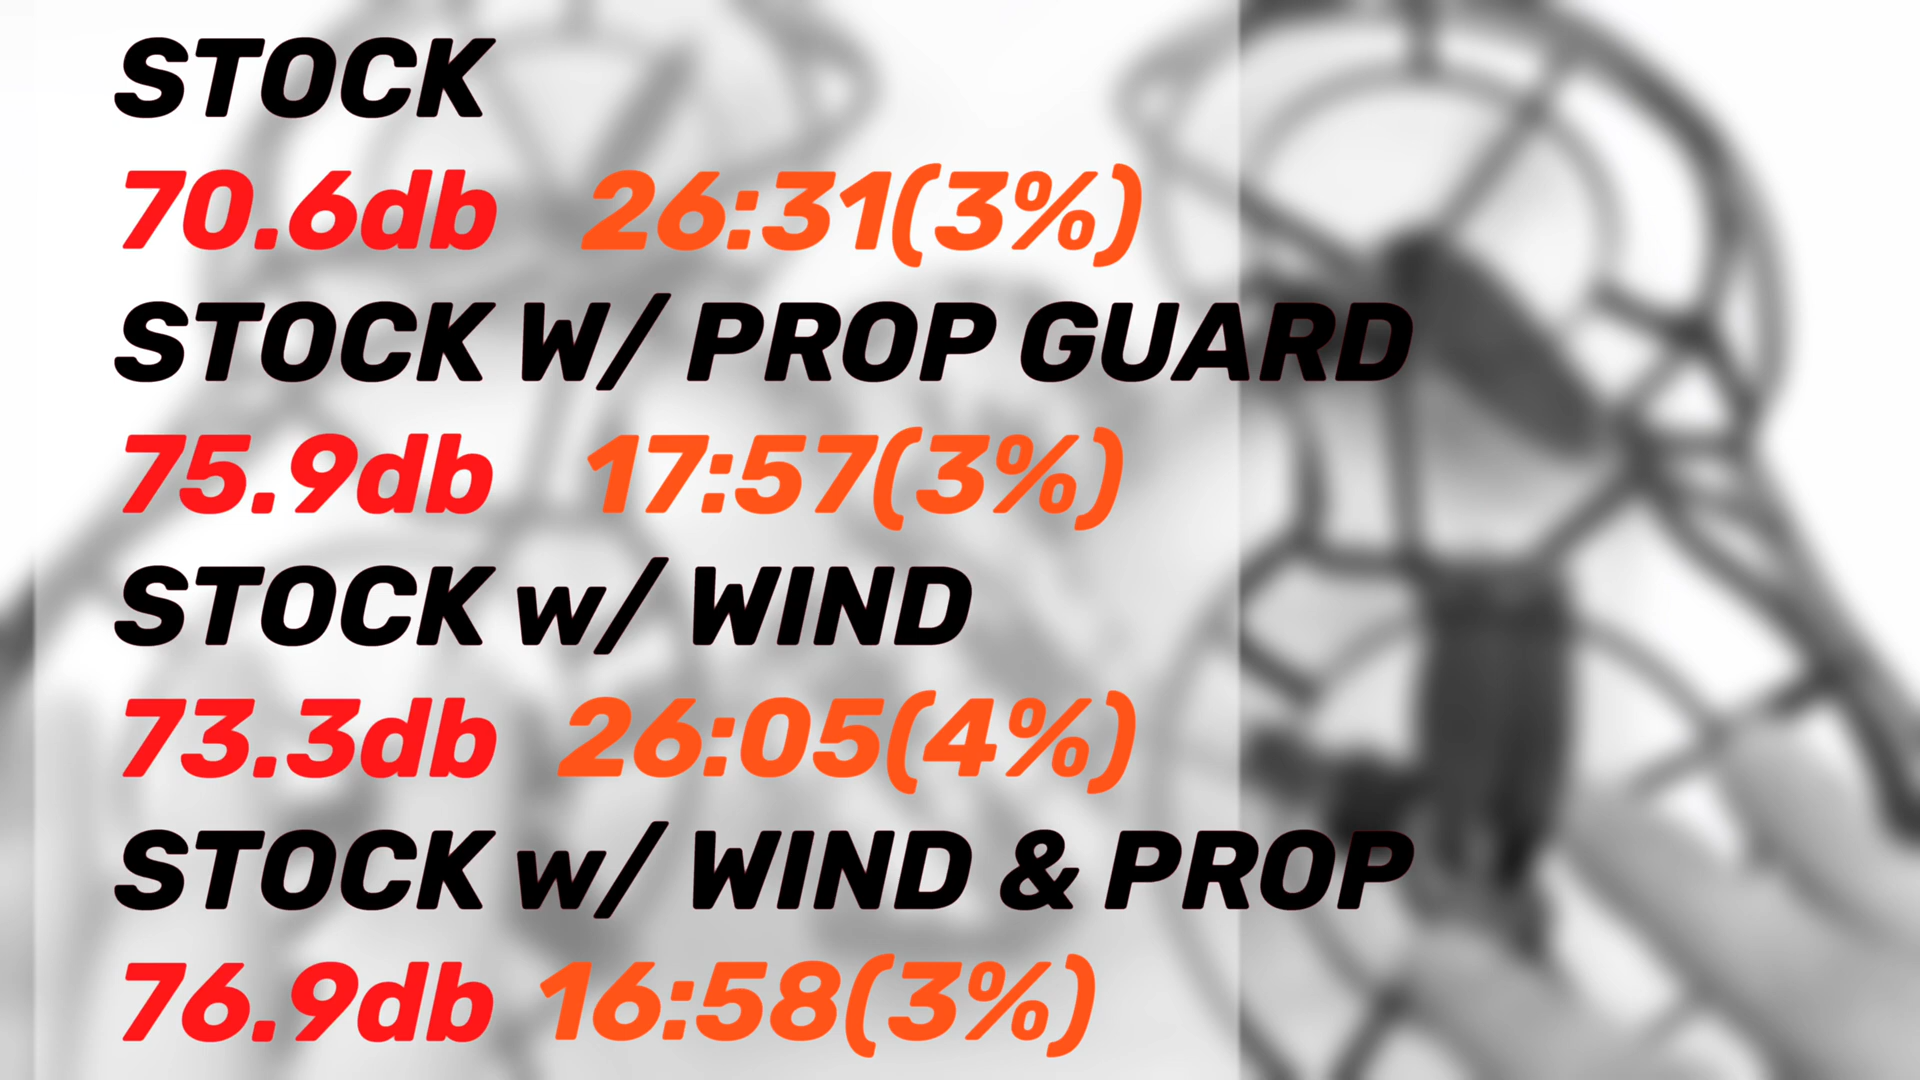 STOCK
70.6db 26:31(3%)
STOCK W/ PROP GUARD
75.9db 17:57(3%)
STOCK w/ WIND
73.3db 26:05(4%)
STOCK w/ WIND & PROP
76.9db 16:58(3%)